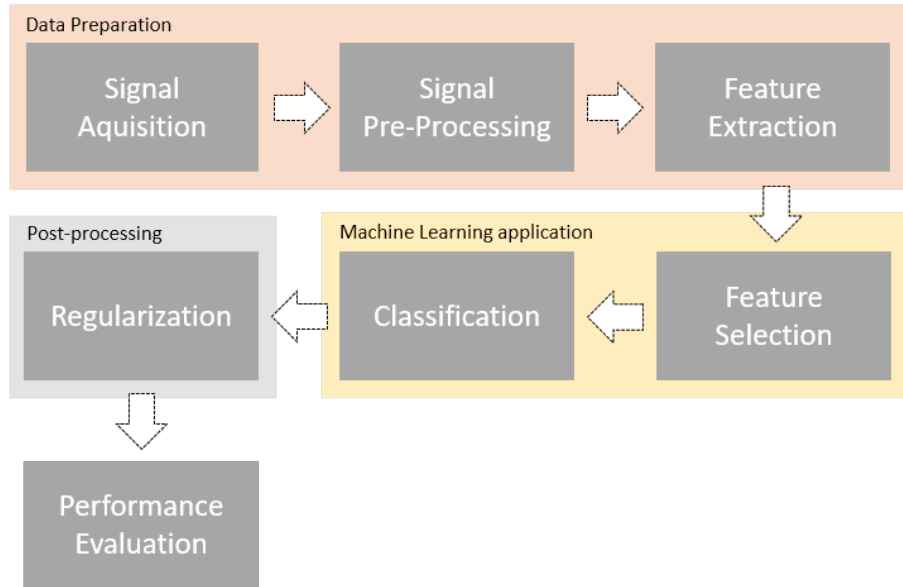 Data Preparation
Signal
Aquisition
Signal
Pre-Processing
Feature
Extraction
Machine Learning application
Feature
Selection
Classification
Post-processing
Regularization
Performance
Evaluation